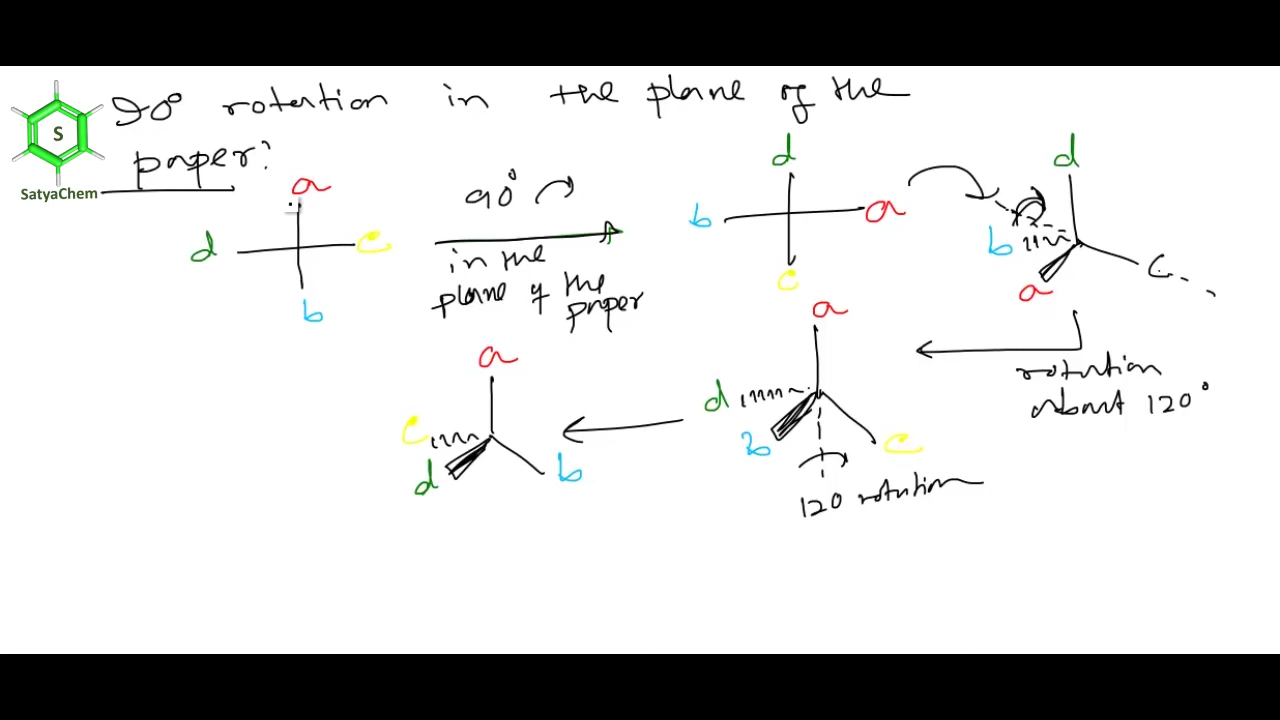 90° rotation in the plane of the
paper?
S
SatyaChem
a
d c
b
90°
in the
plane of the
paper
d
b a
c
d
b c
a
rotation
about 120°
a
d
b c
120 rotation
a
c
d b